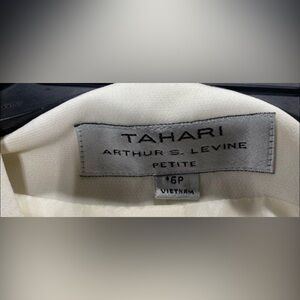 TAHARI
ARTHUR S. LEVINE
PETITE
6P
VIETNAM